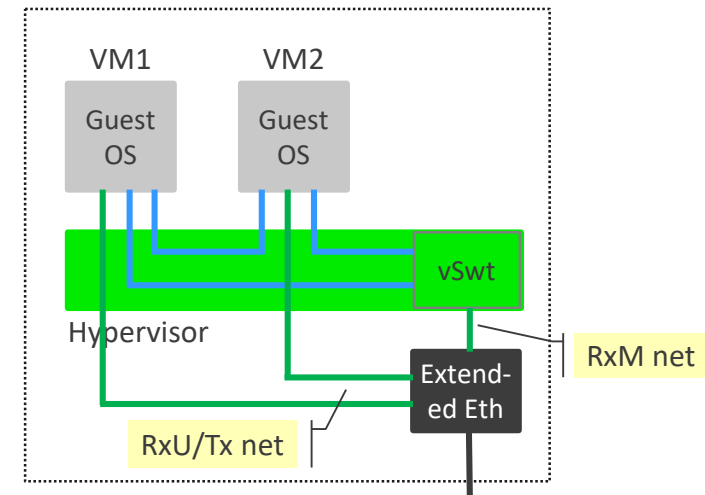 VM1
VM2
Guest
OS
Guest
OS
vSwt
Hypervisor
RxM net
Extend-
ed Eth
RxU/Tx net